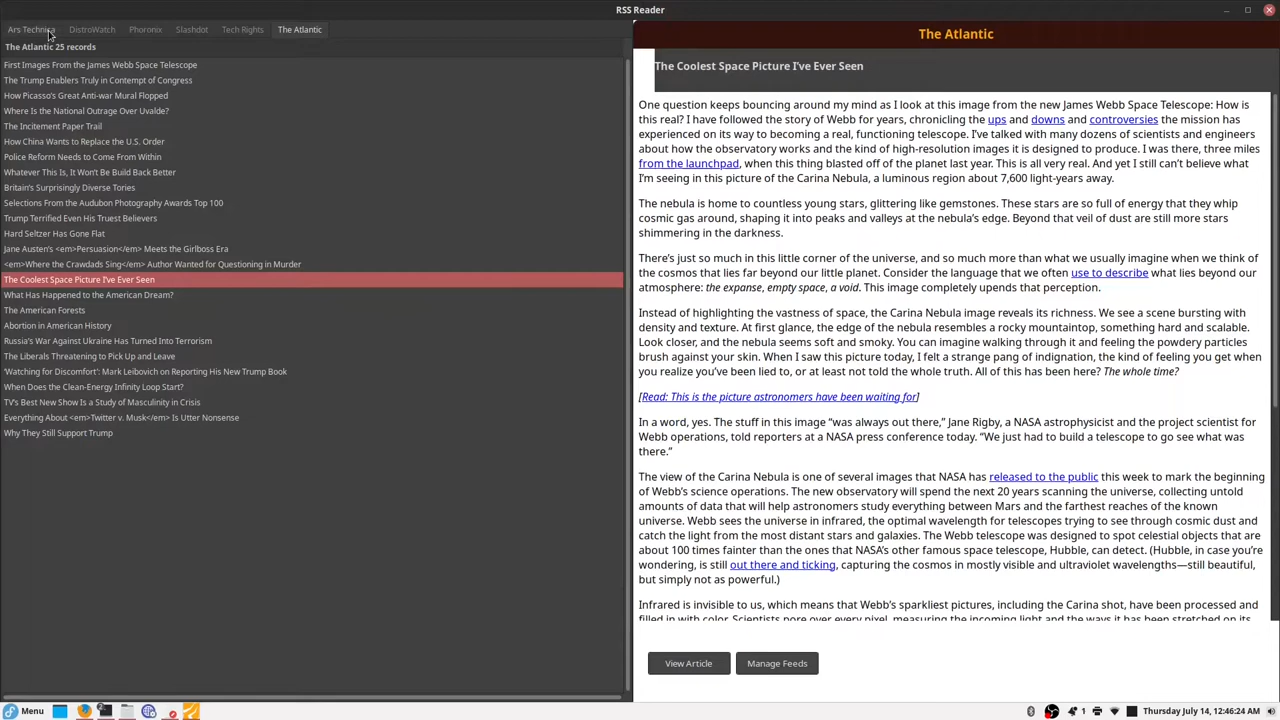 RSS Reader
Ars Technica
DistroWatch
Phoronix
Slashdot
Tech Rights
The Atlantic
The Atlantic 25 records
First Images From the James Webb Space Telescope
The Trump Enablers Truly in Contempt of Congress
How Picasso's Great Anti-war Mural Flopped
Where Is the National Outrage Over Uvalde?
The Incitement Paper Trail
How China Wants to Replace the U.S. Order
Police Reform Needs to Come From Within
Whatever This Is, It Won't Be Build Back Better
Britain's Surprisingly Diverse Tories
Selections From the Audubon Photography Awards Top 100
Trump Terrified Even His Truest Believers
Hard Seltzer Has Gone Flat
Jane Austen's <em>Persuasion</em> Meets the Girlboss Era
<em>Where the Crawdads Sing</em> Author Wanted for Questioning in Murder
The Coolest Space Picture I've Ever Seen
What Has Happened to the American Dream?
The American Forests
Abortion in American History
Russia's War Against Ukraine Has Turned Into Terrorism
The Liberals Threatening to Pick Up and Leave
'Watching for Discomfort': Mark Leibovich on Reporting His New Trump Book
When Does the Clean-Energy Infinity Loop Start?
TV's Best New Show Is a Study of Masculinity in Crisis
Everything About <em>Twitter v. Musk</em> Is Utter Nonsense
Why They Still Support Trump
The Atlantic
The Coolest Space Picture I've Ever Seen
One question keeps bouncing around my mind as I look at this image from the new James Webb Space Telescope: How is
this real? I have followed the story of Webb for years, chronicling the ups and downs and controversies the mission has
experienced on its way to becoming a real, functioning telescope. I've talked with many dozens of scientists and engineers
about how the observatory works and the kind of high-resolution images it is designed to produce. I was there, three miles
from the launchpad, when this thing blasted off of the planet last year. This is all very real. And yet I still can't believe what
I'm seeing in this picture of the Carina Nebula, a luminous region about 7,600 light-years away.
The nebula is home to countless young stars, glittering like gemstones. These stars are so full of energy that they whip
cosmic gas around, shaping it into peaks and valleys at the nebula's edge. Beyond that veil of dust are still more stars
shimmering in the darkness.
There's just so much in this little corner of the universe, and so much more than what we usually imagine when we think of
the cosmos that lies far beyond our little planet. Consider the language that we often use to describe what lies beyond our
atmosphere: the expanse, empty space, a void. This image completely upends that perception.
Instead of highlighting the vastness of space, the Carina Nebula image reveals its richness. We see a scene bursting with
density and texture. At first glance, the edge of the nebula resembles a rocky mountaintop, something hard and scalable.
Look closer, and the nebula seems soft and smoky. You can imagine walking through it and feeling the powdery particles
brush against your skin. When I saw this picture today, I felt a strange pang of indignation, the kind of feeling you get when
you realize you've been lied to, or at least not told the whole truth. All of this has been here? The whole time?
[Read: This is the picture astronomers have been waiting for]
In a word, yes. The stuff in this image "was always out there," Jane Rigby, a NASA astrophysicist and the project scientist for
Webb operations, told reporters at a NASA press conference today. "We just had to build a telescope to go see what was
there."
The view of the Carina Nebula is one of several images that NASA has released to the public this week to mark the beginning
of Webb's science operations. The new observatory will spend the next 20 years scanning the universe, collecting untold
amounts of data that will help astronomers study everything between Mars and the farthest reaches of the known
universe. Webb sees the universe in infrared, the optimal wavelength for telescopes trying to see through cosmic dust and
catch the light from the most distant stars and galaxies. The Webb telescope was designed to spot celestial objects that are
about 100 times fainter than the ones that NASA's other famous space telescope, Hubble, can detect. (Hubble, in case you're
wondering, is still out there and ticking, capturing the cosmos in mostly visible and ultraviolet wavelengths—still beautiful,
but simply not as powerful.)
Infrared is invisible to us, which means that Webb's sparkliest pictures, including the Carina shot, have been processed and
filled in with color. Scientists pore over every pixel, measuring the incoming light and the ways it has been stretched on its
View Article
Manage Feeds
Menu
1
Thursday July 14, 12:46:24 AM